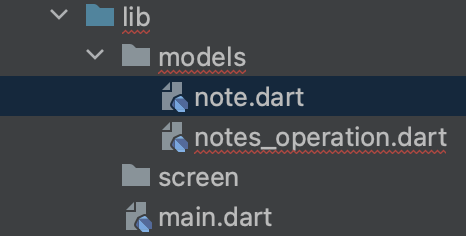 lib
models
note.dart
notes_operation.dart
screen
main.dart